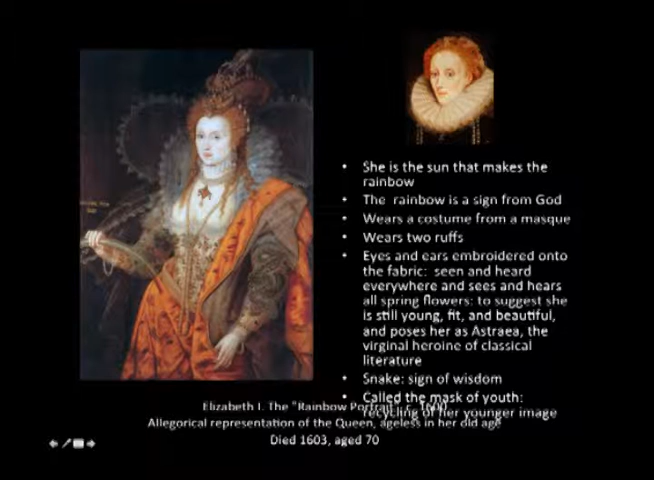 • She is the sun that makes the
rainbow
• The rainbow is a sign from God
• Wears a costume from a masque
• Wears two ruffs
• Eyes and ears embroidered onto
the fabric: seen and heard
everywhere and sees and hears
all spring flowers: to suggest she
is still young, fit, and beautiful,
and poses her as Astraea, the
virginal heroine of classical
literature
• Snake: sign of wisdom
• Called the mask of youth:
recycling of her younger image
Elizabeth I. The "Rainbow Portrait", c. 1600
Allegorical representation of the Queen, ageless in her old age
Died 1603, aged 70